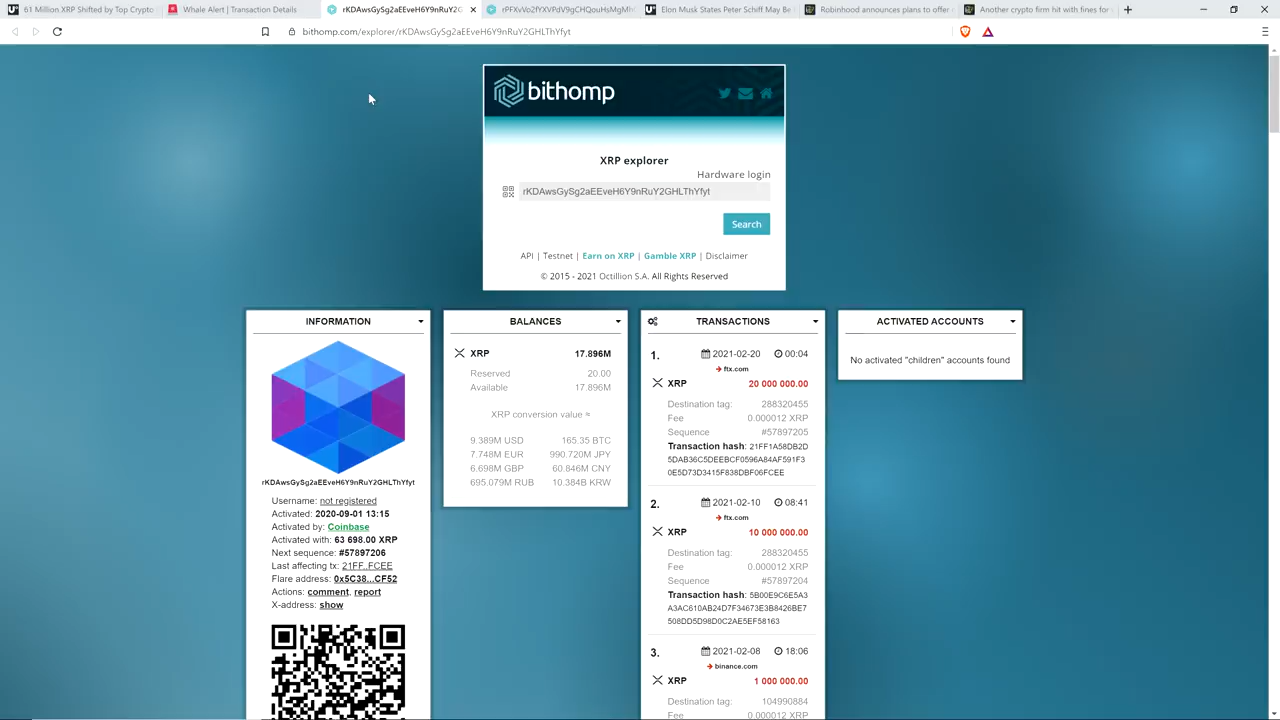 61 Million XRP Shifted by Top Crypto
Whale Alert | Transaction Details
rKDAwsGySg2aEEveH6Y9nRuY2G
rPFXvVo2fYXVPdV9gCHQouHsMgMh
Elon Musk States Peter Schiff May Be
Robinhood announces plans to offer
Another crypto firm hit with fines for
bithomp.com/explorer/rKDAwsGySg2aEEveH6Y9nRuY2GHLThYfyt
bithomp
XRP explorer
Hardware login
rKDAwsGySg2aEEveH6Y9nRuY2GHLThYfyt
Search
API | Testnet | Earn on XRP | Gamble XRP | Disclaimer
© 2015 - 2021 Octillion S.A. All Rights Reserved
INFORMATION
rKDAwsGySg2aEEveH6Y9nRuY2GHLThYfyt
Username: not registered
Activated: 2020-09-01 13:15
Activated by: Coinbase
Activated with: 63 698.00 XRP
Next sequence: #57897206
Last affecting tx: 21FF..FCEE
Flare address: 0x5C38...CF52
Actions: comment, report
X-address: show
BALANCES
XRP 17.896M
Reserved 20.00
Available 17.896M
XRP conversion value ≈
9.389M USD 165.35 BTC
7.748M EUR 990.720M JPY
6.698M GBP 60.846M CNY
695.079M RUB 10.384B KRW
TRANSACTIONS
1. 2021-02-20 00:04
ftx.com
XRP 20 000 000.00
Destination tag: 288320455
Fee 0.000012 XRP
Sequence #57897205
Transaction hash: 21FF1A58DB2D
5DAB36C5DEEBCF0596A84AF591F3
0E5D73D3415F838DBF06FCEE
2. 2021-02-10 08:41
ftx.com
XRP 10 000 000.00
Destination tag: 288320455
Fee 0.000012 XRP
Sequence #57897204
Transaction hash: 5B00E9C6E5A3
A3AC610AB24D7F34673E3B8426BE7
508DD5D98D0C2AE5EF58163
3. 2021-02-08 18:06
binance.com
XRP 1 000 000.00
Destination tag: 104990884
Fee 0.000012 XRP
ACTIVATED ACCOUNTS
No activated "children" accounts found